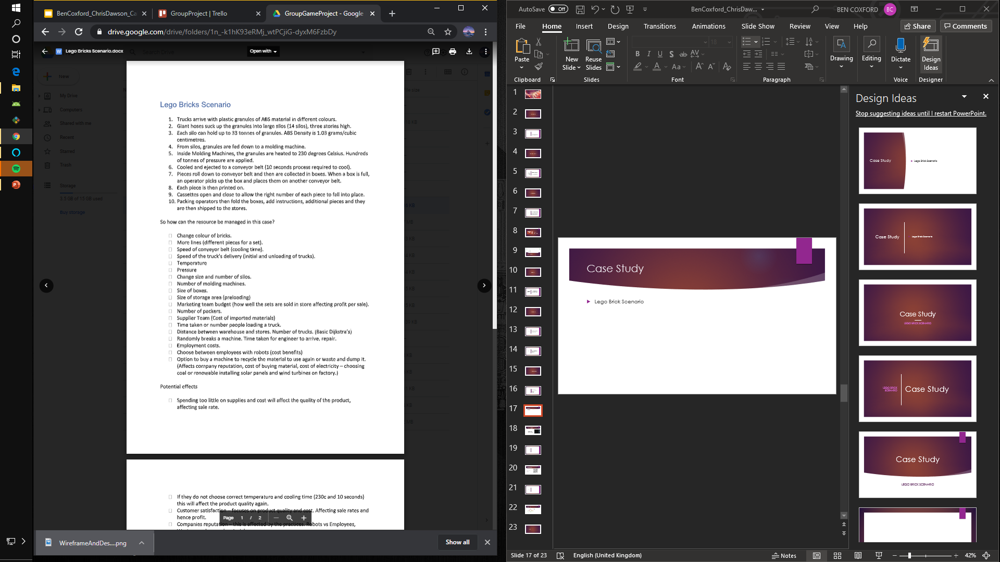 BenCoxford_ChrisDawson_Ca
GroupProject | Trello
GroupGameProject - Google
drive.google.com/drive/folders/1n_-k1hK93eRMj_wtPCjiG-dyxM6FzbDy
Lego Bricks Scenario.docx
Search Drive
Open with
New
My Drive
Computers
Shared with me
Recent
Starred
Trash
Storage
3.5 GB of 15 GB used
Buy storage
File size
Lego Bricks Scenario
1. Trucks arrive with plastic granules of ABS material in different colours.
2. Giant hoses suck up the granules into large silos (14 silos), three stories high.
3. Each silo can hold up to 33 tonnes of granules. ABS Density is 1.03 grams/cubic
centimetres.
4. From silos, granules are fed down to a molding machine.
5. Inside Molding Machines, the granules are heated to 230 degrees Celsius. Hundreds
of tonnes of pressure are applied.
6. Cooled and ejected to a conveyor belt (10 seconds process required to cool).
7. Pieces roll down to conveyor belt and then are collected in boxes. When a box is full,
an operator picks up the box and places them on another conveyor belt.
8. Each piece is then printed on.
9. Cassettes open and close to allow the right number of each piece to fall into place.
10. Packing operators then fold the boxes, add instructions, additional pieces and they
are then shipped to the stores.
So how can the resource be managed in this case?
Change colour of bricks.
More lines (different pieces for a set).
Speed of conveyor belt (cooling time).
Speed of the truck's delivery (initial and unloading of trucks).
Temperature
Pressure
Change size and number of silos.
Number of molding machines.
Size of boxes.
Size of storage area (preloading)
Marketing team budget (how well the sets are sold in store affecting profit per sale).
Number of packers.
Supplier Team (Cost of imported materials)
Time taken or number people loading a truck.
Distance between warehouse and stores. Number of trucks. (Basic Dijkstra's)
Randomly breaks a machine. Time taken for engineer to arrive, repair.
Employment costs.
Choose between employees with robots (cost benefits)
Option to buy a machine to recycle the material to use again or waste and dump it.
(Affects company reputation, cost of buying material, cost of electricity – choosing
coal or renewable installing solar panels and wind turbines on factory.)
Potential effects
Spending too little on supplies and cost will affect the quality of the product,
affecting sale rate.
If they do not choose correct temperature and cooling time (230c and 10 seconds)
this will affect the product quality again.
Customer satisfaction – focuses on product quality and cost. Affecting sale rates and
hence profit.
Companies reputation – this is affected by the practices. Robots vs Employees,
Page 1 / 2
WireframeAndDes....png
Show all
AutoSave Off
BenCoxford_ChrisDaw...
BEN COXFORD BC
File Home Insert Design Transitions Animations Slide Show Review View Help
Share
Comments
Paste
New
Slide
Reuse
Slides
18
B I U S ab AV
A Aa A A A
Drawing
Editing
Dictate
Design
Ideas
Clipboard
Slides
Font
Paragraph
Voice
Designer
1
2
3
4
5
6
7
8
9
10
11
12
13
14
15
16
17
18
19
20
21
22
23
Case Study
Lego Brick Scenario
Design Ideas
Stop suggesting ideas until I restart PowerPoint.
Case Study
Lego Brick Scenario
Case Study
Lego Brick Scenario
Case Study
LEGO BRICK SCENARIO
LEGO BRICK
SCENARIO
Case Study
Case Study
LEGO BRICK SCENARIO
Slide 17 of 23
English (United Kingdom)
Notes
42%